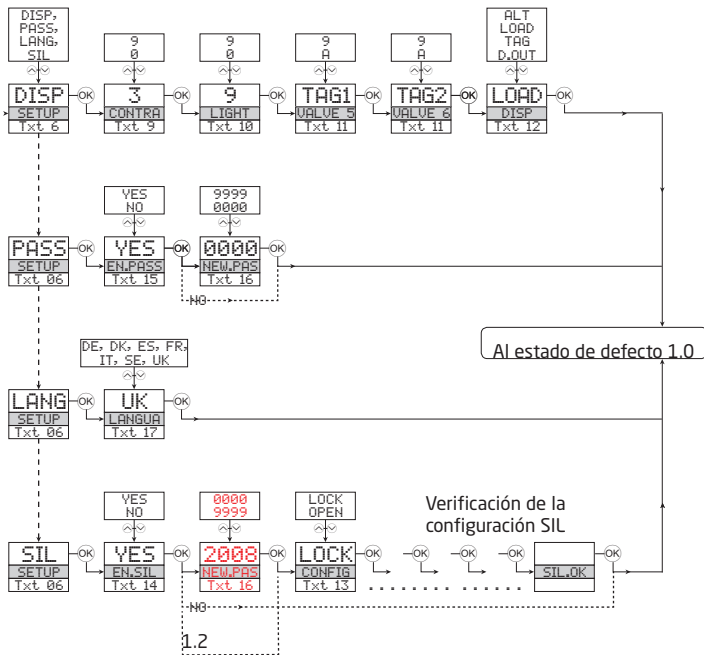 DISP,
PASS,
LANG,
SIL
9
0
9
0
9
A
9
A
ALT
LOAD
TAG
D.OUT
DISP
SETUP
Txt 6
OK
3
CONTRA
Txt 9
OK
9
LIGHT
Txt 10
OK
TAG1
VALVE 5
Txt 11
OK
TAG2
VALVE 6
Txt 11
OK
LOAD
DISP
Txt 12
OK
YES
NO
9999
0000
PASS
SETUP
Txt 06
OK
YES
EN.PASS
Txt 15
OK
0000
NEW.PAS
Txt 16
OK
NO
Al estado de defecto 1.0
DE, DK, ES, FR,
IT, SE, UK
LANG
SETUP
Txt 06
OK
UK
LANGUA
Txt 17
OK
YES
NO
0000
9999
LOCK
OPEN
Verificación de la
configuración SIL
SIL
SETUP
Txt 06
OK
YES
EN.SIL
Txt 14
OK
2008
NEW.PAS
Txt 16
OK
LOCK
CONFIG
Txt 13
OK
OK
OK
OK
SIL.OK
OK
NO
1.2